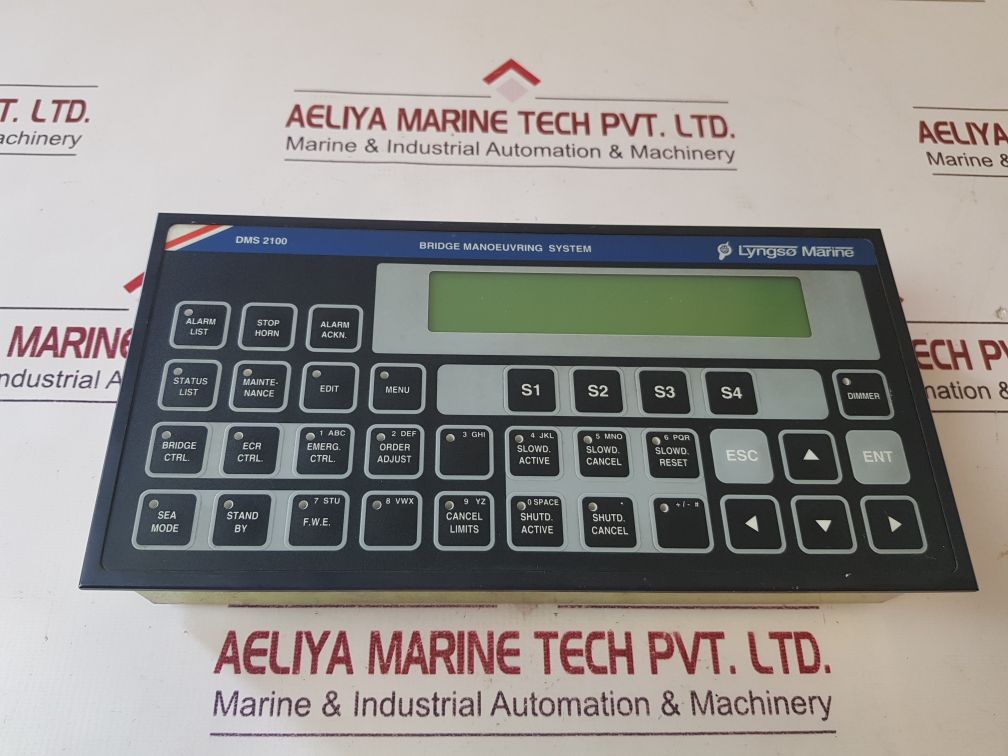 T. LTD.
achinery
AELIYA MARINE TECH PVT. LTD.
Marine & Industrial Automation & Machinery
AELIYA
Marine &
DMS 2100
BRIDGE MANOEUVRING SYSTEM
Lyngsø Marine
ALARM
LIST
STOP
HORN
ALARM
ACKN.
MARIN
ndustrial A
ECH PV
mation &
STATUS
LIST
MAINTE-
NANCE
EDIT
MENU
S1
S2
S3
S4
DIMMER
BRIDGE
CTRL.
ECR
CTRL.
1 ABC
EMERG.
CTRL.
2 DEF
ORDER
ADJUST
3 GHI
4 JKL
SLOWD.
ACTIVE
5 MNO
SLOWD.
CANCEL
6 PQR
SLOWD.
RESET
ESC
ENT
SEA
MODE
STAND
BY
7 STU
F.W.E.
8 VWX
9 YZ
CANCEL
LIMITS
0 SPACE
SHUTD.
ACTIVE
.
SHUTD.
CANCEL
+/- #
AELIYA MARINE TECH PVT. LTD.
Marine & Industrial Automation & Machinery